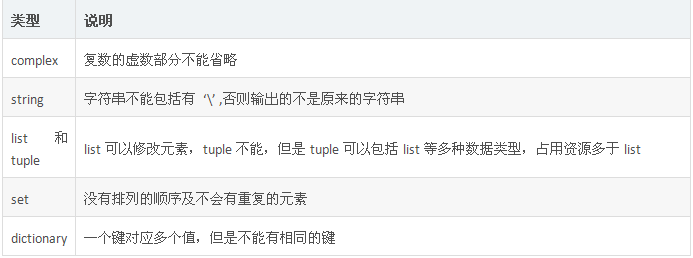 类型 说明
complex 复数的虚数部分不能省略
string 字符串不能包括有 ‘\’ ,否则输出的不是原来的字符串
list 和
tuple list 可以修改元素，tuple 不能，但是 tuple 可以包括 list 等多种数据类型，占用资源多于 list
set 没有排列的顺序及不会有重复的元素
dictionary 一个键对应多个值，但是不能有相同的键